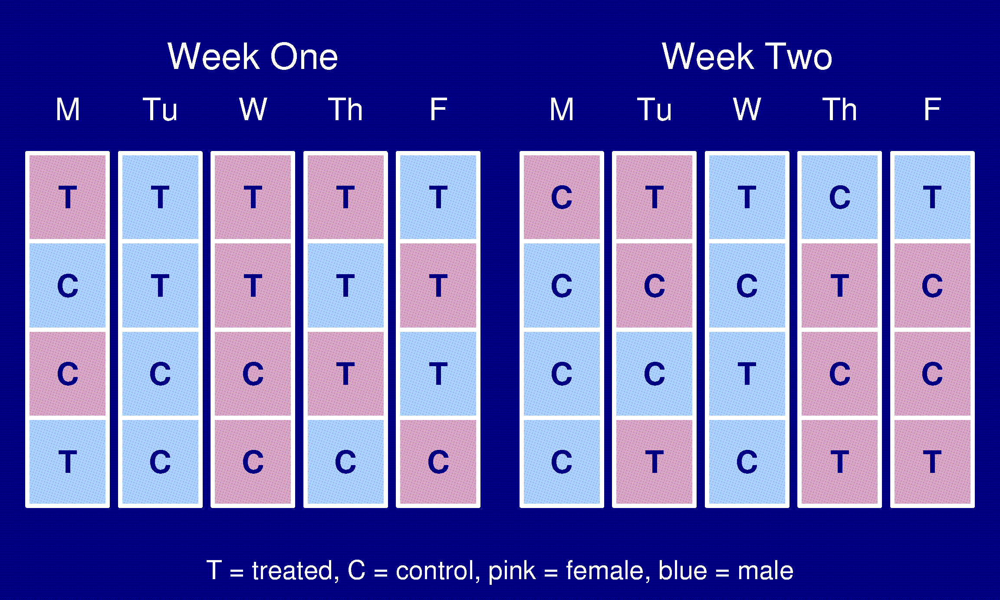 Week One Week Two
M Tu W Th F M Tu W Th F
T T T T T C T T C T
C T T T T C C C T C
C C C T T C C T C C
T C C C C C T C T T
T = treated, C = control, pink = female, blue = male